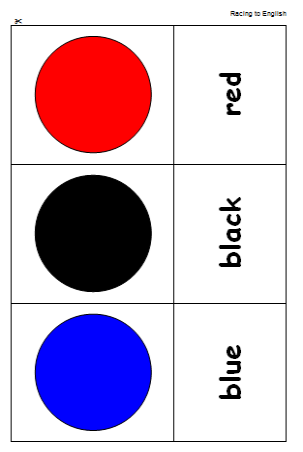 Racing to English
red
black
blue